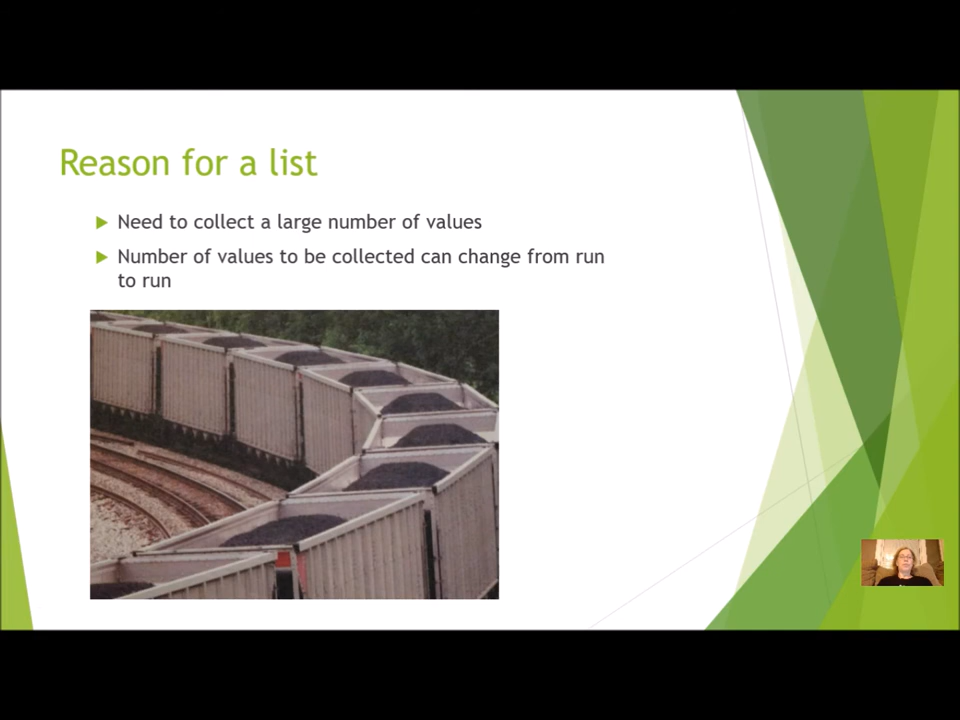 Reason for a list
Need to collect a large number of values
Number of values to be collected can change from run
to run